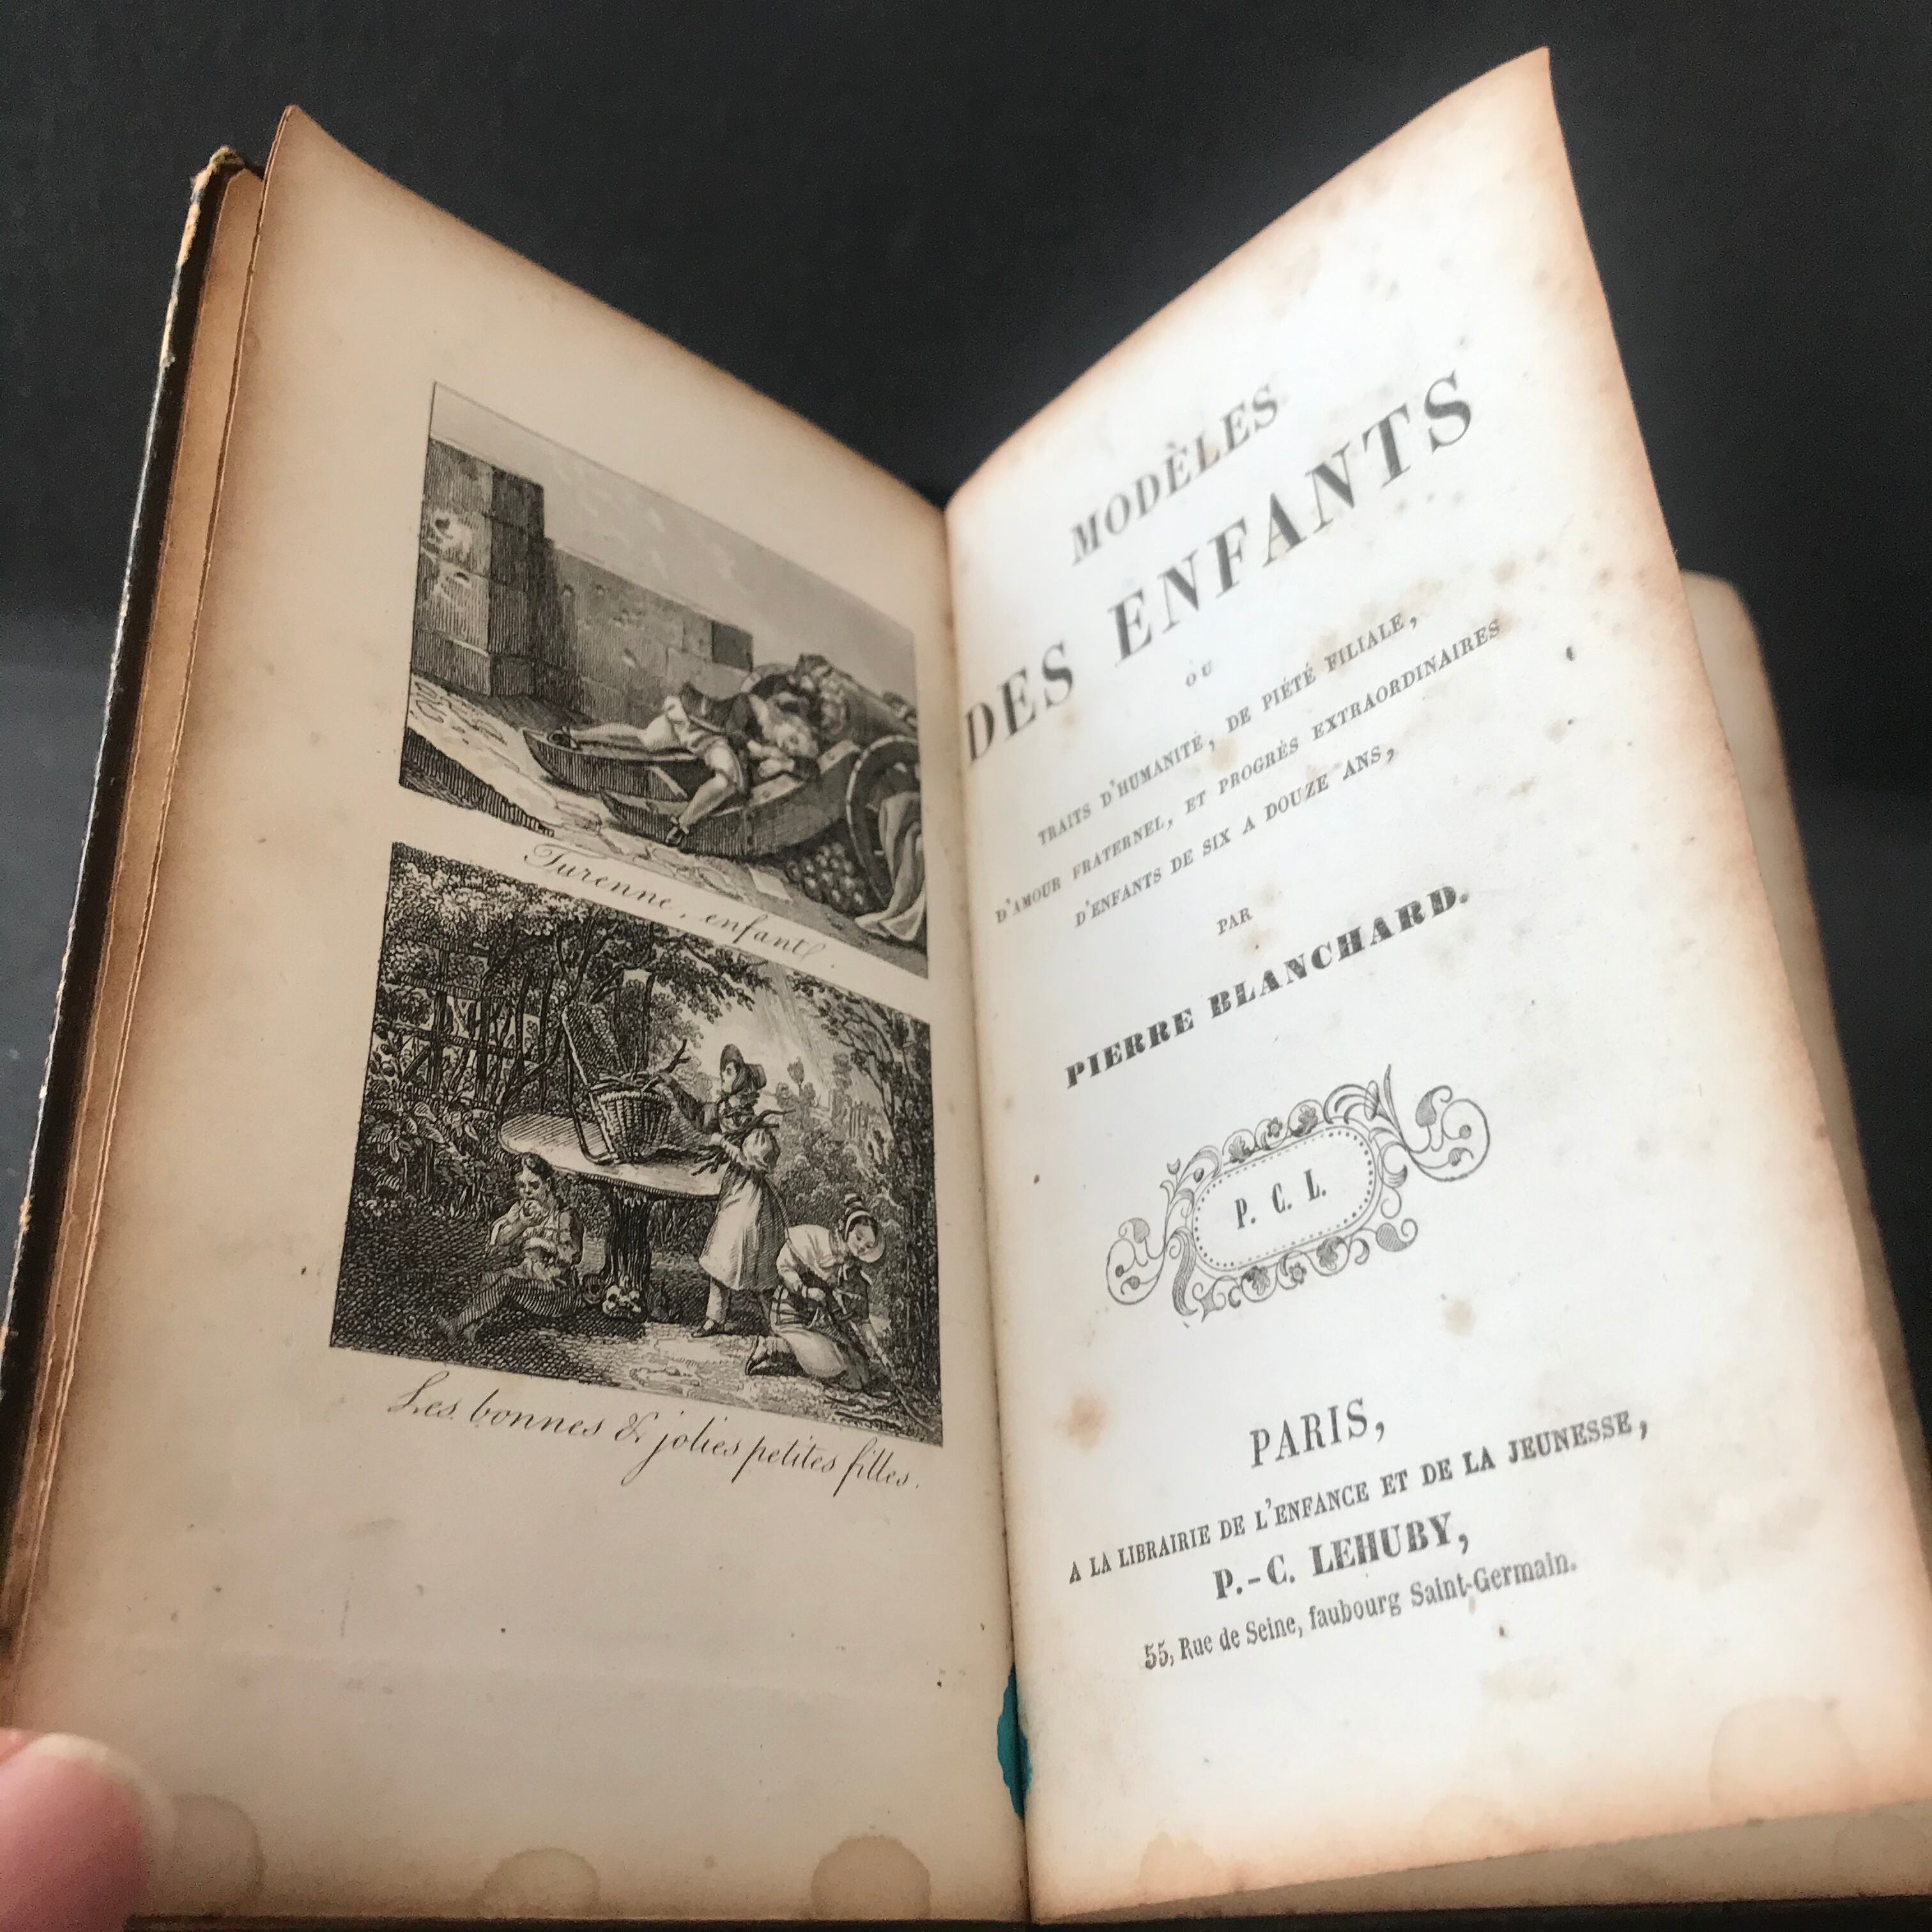 Turenne, enfant.
Les bonnes & jolies petites filles.
MODÈLES
DES ENFANTS
OU
TRAITS D'HUMANITÉ, DE PIÉTÉ FILIALE,
D'AMOUR FRATERNEL, ET PROGRÈS EXTRAORDINAIRES
D'ENFANTS DE SIX A DOUZE ANS,
PAR
PIERRE BLANCHARD.
P. C. L.
PARIS,
A LA LIBRAIRIE DE L'ENFANCE ET DE LA JEUNESSE,
P.-C. LEHUBY,
55, Rue de Seine, faubourg Saint-Germain.